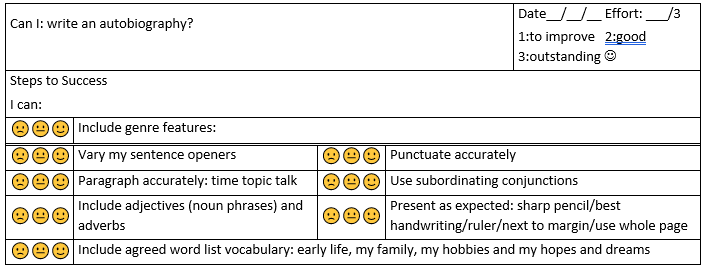 Can I: write an autobiography?
Date__/__/__ Effort: ___/3
1:to improve 2:good
3:outstanding ☺
Steps to Success
I can:
Include genre features:
Vary my sentence openers
Punctuate accurately
Paragraph accurately: time topic talk
Use subordinating conjunctions
Include adjectives (noun phrases) and
adverbs
Present as expected: sharp pencil/best
handwriting/ruler/next to margin/use whole page
Include agreed word list vocabulary: early life, my family, my hobbies and my hopes and dreams